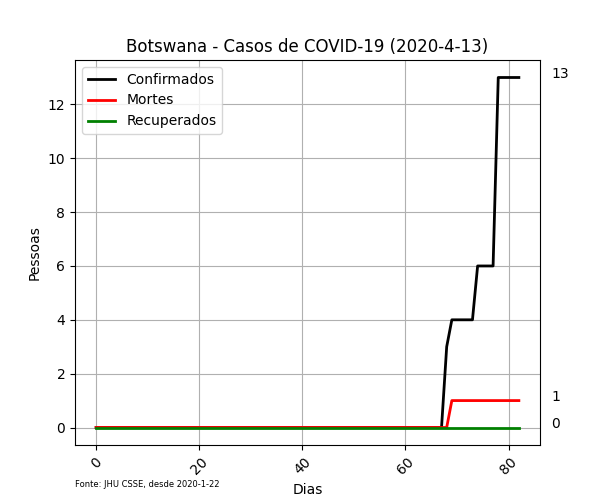 Botswana - Casos de COVID-19 (2020-4-13)
Confirmados
Mortes
Recuperados
13
12
10
8
6
4
2
0
1
0
Pessoas
0 20 40 60 80
Dias
Fonte: JHU CSSE, desde 2020-1-22